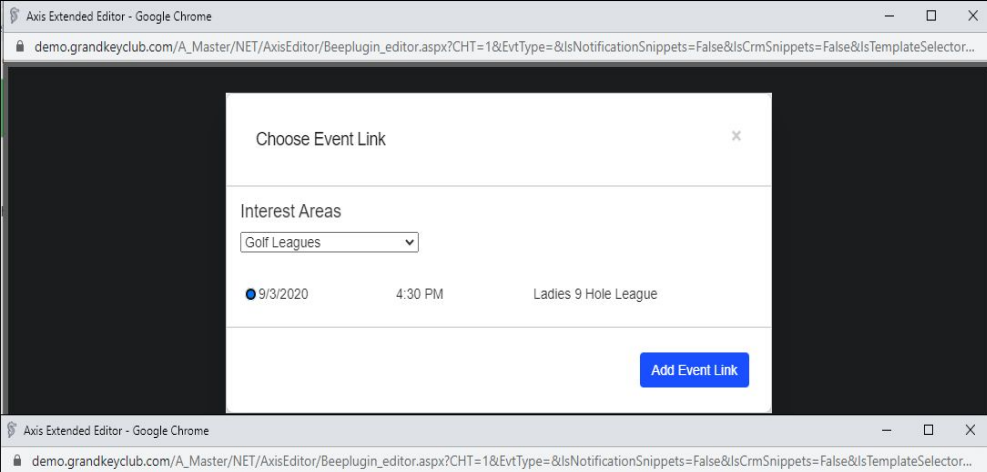 Axis Extended Editor - Google Chrome
demo.grandkeyclub.com/A_Master/NET/AxisEditor/Beeplugin_editor.aspx?CHT=1&EvtType=&IsNotificationSnippets=False&IsCrmSnippets=False&IsTemplateSelector...
Choose Event Link ×
Interest Areas
Golf Leagues
9/3/2020 4:30 PM Ladies 9 Hole League
Add Event Link
Axis Extended Editor - Google Chrome
demo.grandkeyclub.com/A_Master/NET/AxisEditor/Beeplugin_editor.aspx?CHT=1&EvtType=&IsNotificationSnippets=False&IsCrmSnippets=False&IsTemplateSelector...